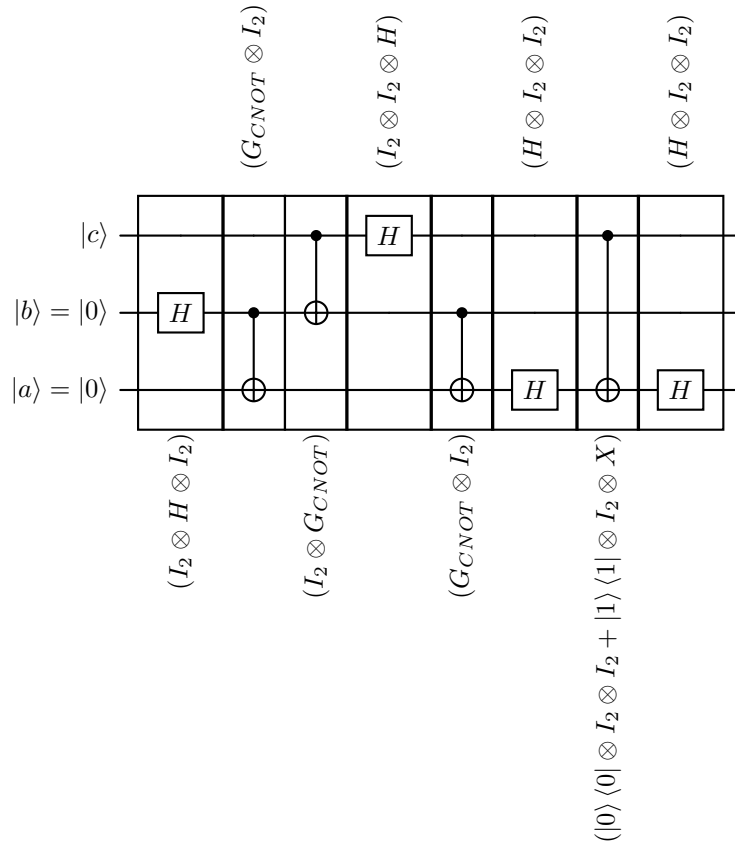 (G_{CNOT} ⊗ I_2)
(I_2 ⊗ I_2 ⊗ H)
(H ⊗ I_2 ⊗ I_2)
(H ⊗ I_2 ⊗ I_2)
|c⟩
H
|b⟩ = |0⟩
H
|a⟩ = |0⟩
H
H
(I_2 ⊗ H ⊗ I_2)
(I_2 ⊗ G_{CNOT})
(G_{CNOT} ⊗ I_2)
(|0⟩ ⟨0| ⊗ I_2 ⊗ I_2 + |1⟩ ⟨1| ⊗ I_2 ⊗ X)